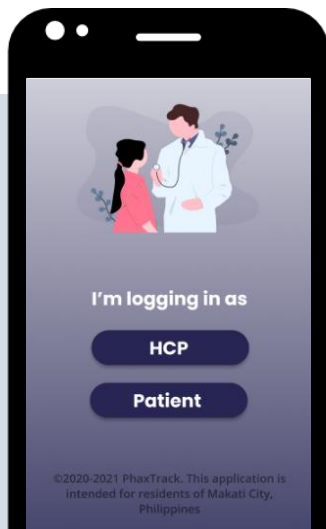 I'm logging in as
HCP
Patient
©2020-2021 PhaxTrack. This application is
intended for residents of Makati City,
Philippines